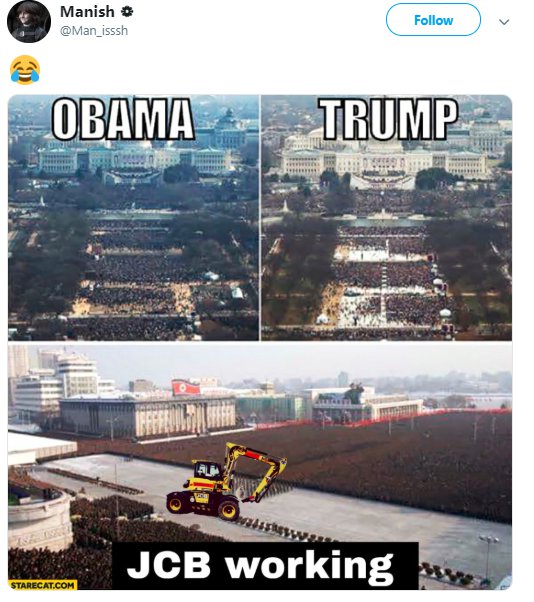 Manish
@Man_isssh
Follow
OBAMA
TRUMP
JCB working
STARECAT.COM